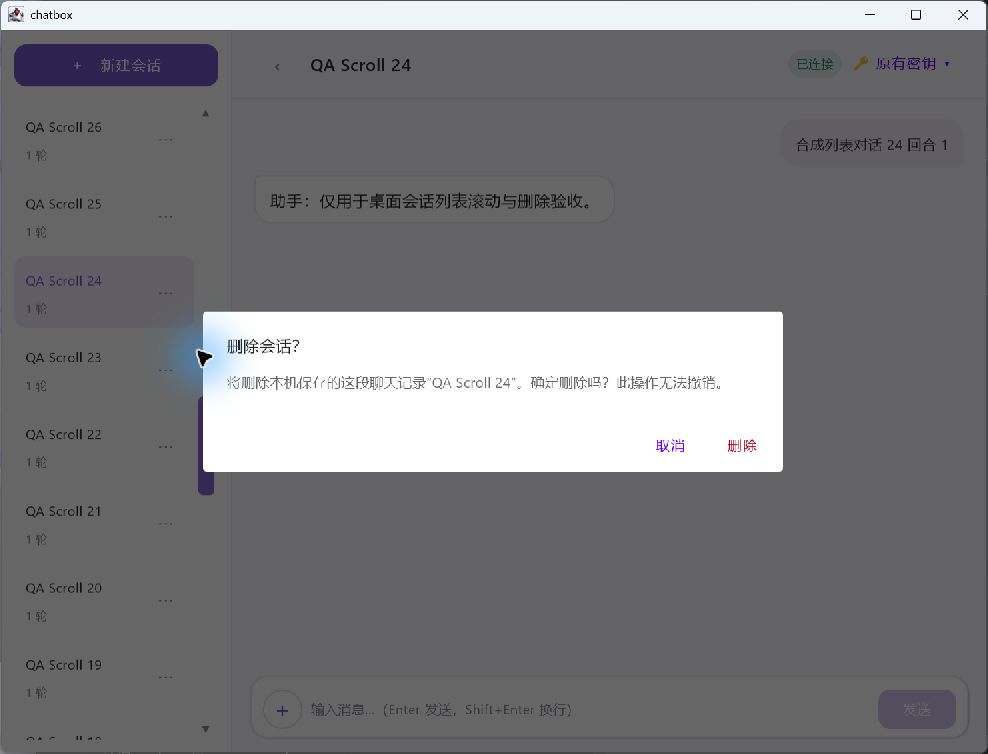 chatbox
+ 新建会话
QA Scroll 26
1 轮
QA Scroll 25
1 轮
QA Scroll 24
1 轮
QA Scroll 23
1 轮
QA Scroll 22
1 轮
QA Scroll 21
1 轮
QA Scroll 20
1 轮
QA Scroll 19
1 轮
QA Scroll 24
已连接
原有密钥
合成列表对话 24 回合 1
助手：仅用于桌面会话列表滚动与删除验收。
删除会话？
将删除本机保存的这段聊天记录“QA Scroll 24”。确定删除吗？此操作无法撤销。
取消 删除
输入消息...（Enter 发送，Shift+Enter 换行）
发送